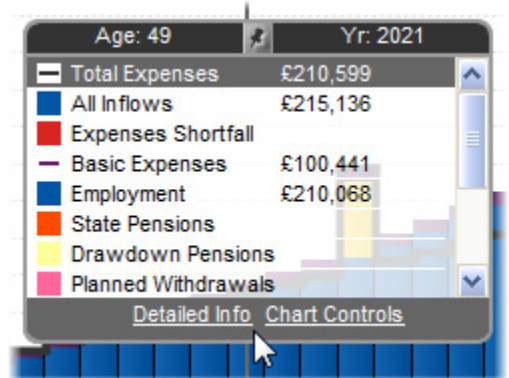 Age: 49 Yr: 2021
Total Expenses £210,599
All Inflows £215,136
Expenses Shortfall
Basic Expenses £100,441
Employment £210,068
State Pensions
Drawdown Pensions
Planned Withdrawals
Detailed Info Chart Controls